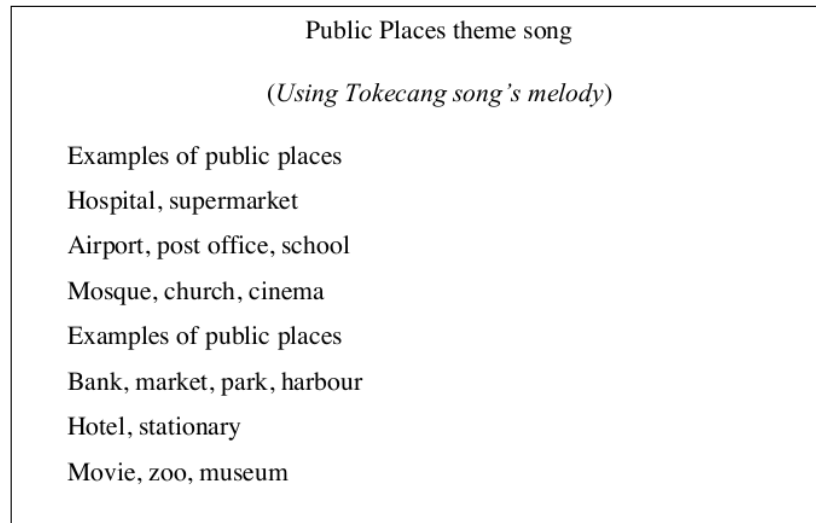 Public Places theme song
(Using Tokecang song’s melody)
Examples of public places
Hospital, supermarket
Airport, post office, school
Mosque, church, cinema
Examples of public places
Bank, market, park, harbour
Hotel, stationary
Movie, zoo, museum